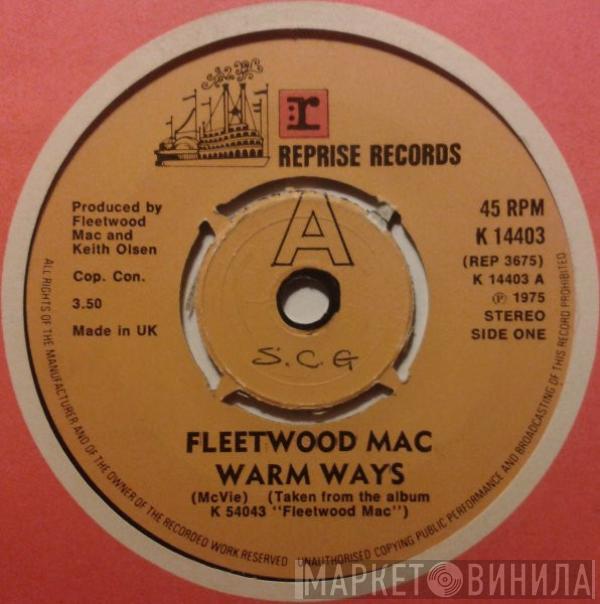 r
REPRISE RECORDS
Produced by
Fleetwood
Mac and
Keith Olsen
Cop. Con.
3.50
Made in UK
A
45 RPM
K 14403
(REP 3675)
K 14403 A
℗ 1975
STEREO
SIDE ONE
S.C.G
FLEETWOOD MAC
WARM WAYS
(McVie) (Taken from the album
K 54043 "Fleetwood Mac")
ALL RIGHTS OF THE MANUFACTURER AND OF THE OWNER OF THE RECORDED WORK RESERVED UNAUTHORISED COPYING PUBLIC PERFORMANCE AND BROADCASTING OF THIS RECORD PROHIBITED
МАРКЕТ ВИНИЛА